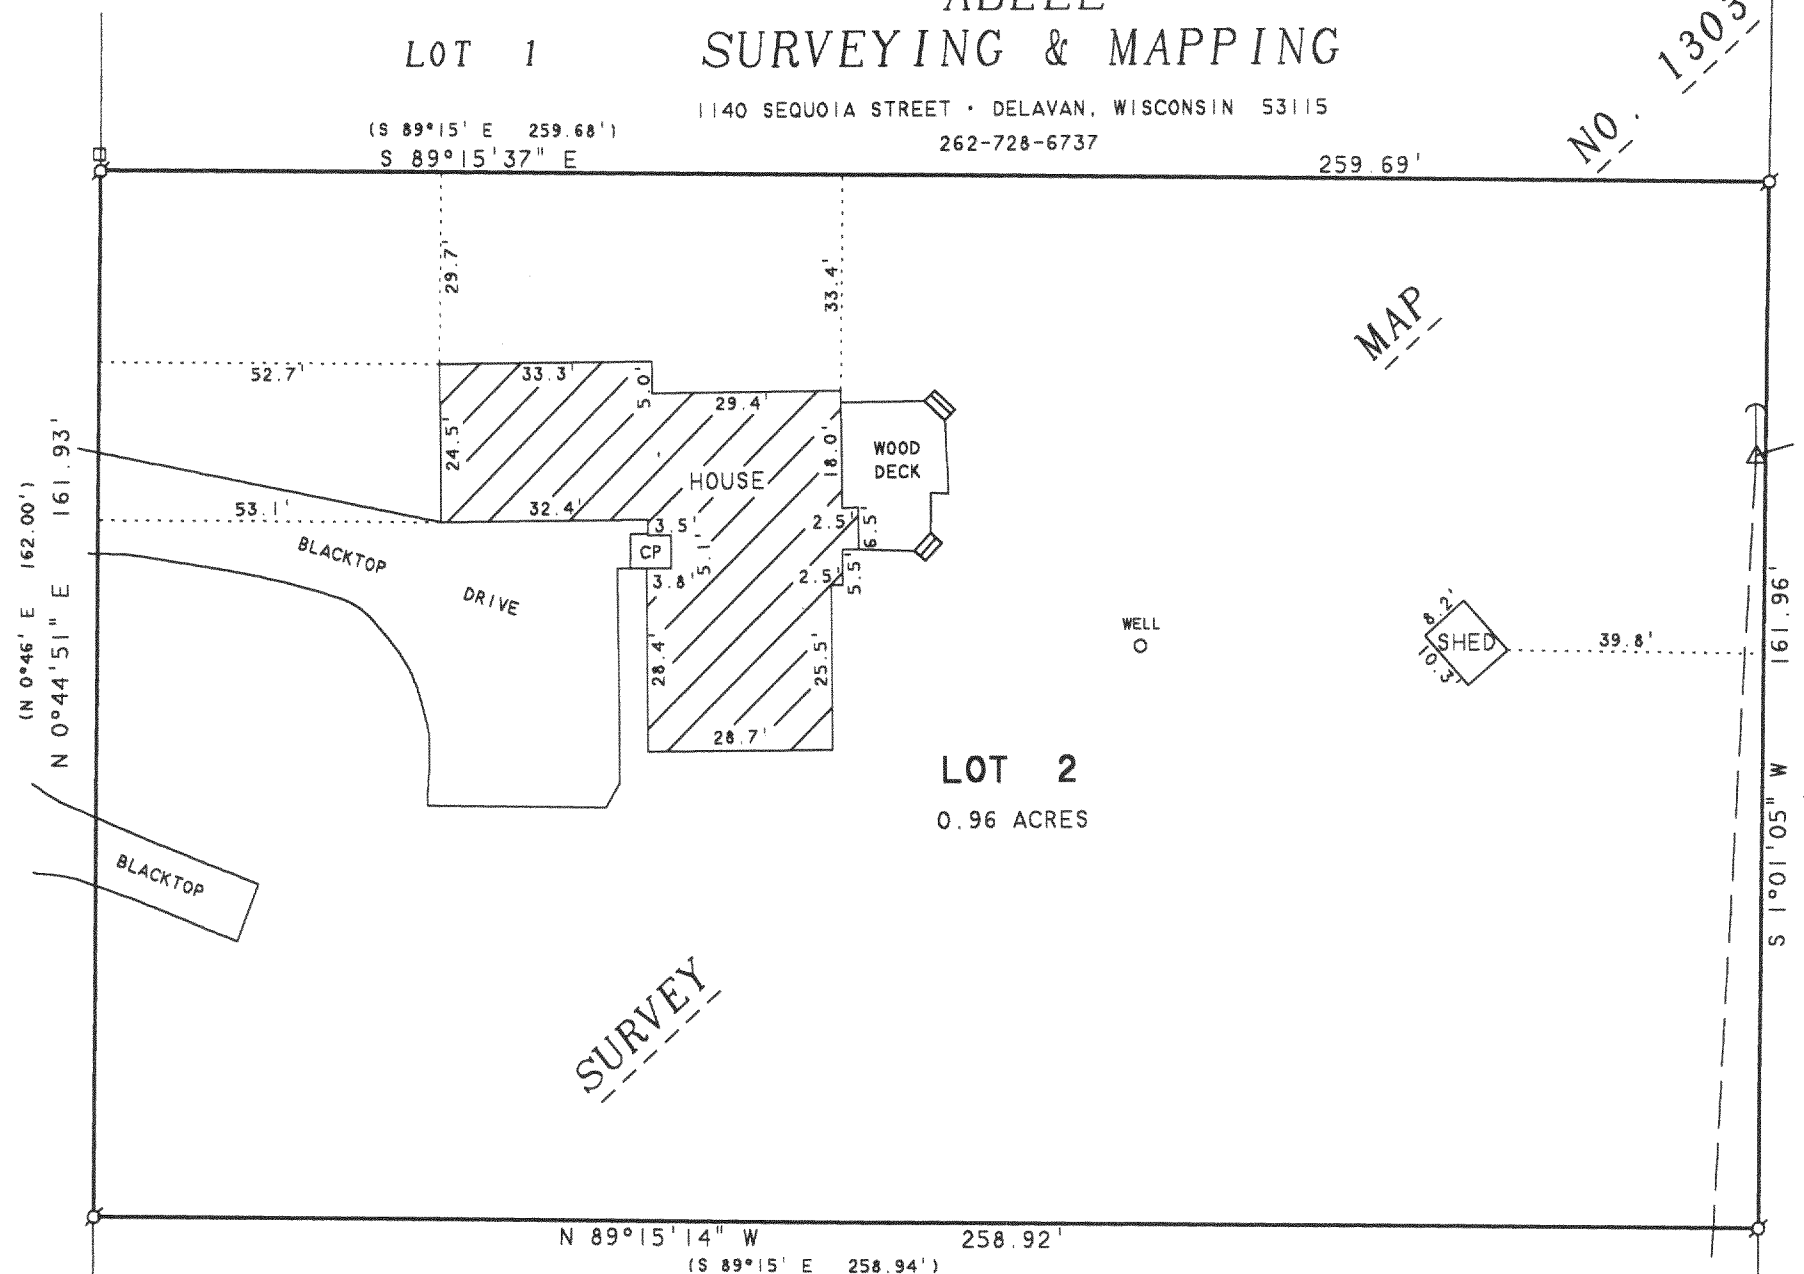 LOT 1
SURVEYING & MAPPING
1140 SEQUOIA STREET • DELAVAN, WISCONSIN 53115
262-728-6737
(S 89°15' E 259.68')
S 89°15'37" E
259.69'
NO.
MAP
29.7'
33.4'
52.7'
33.3'
5.0'
29.4'
24.5'
18.0'
HOUSE
WOOD
DECK
53.1'
32.4'
3.5'
2.5'
6.5'
CP
5.1'
3.8'
2.5'
5.5'
BLACKTOP
DRIVE
28.4'
25.5'
28.7'
WELL
8.2'
SHED
10.3'
39.8'
(N 0°46' E 162.00')
N 0°44'51" E 161.93'
161.96'
S 1°01'05" W
LOT 2
0.96 ACRES
BLACKTOP
SURVEY
N 89°15'14" W 258.92'
(S 89°15' E 258.94')